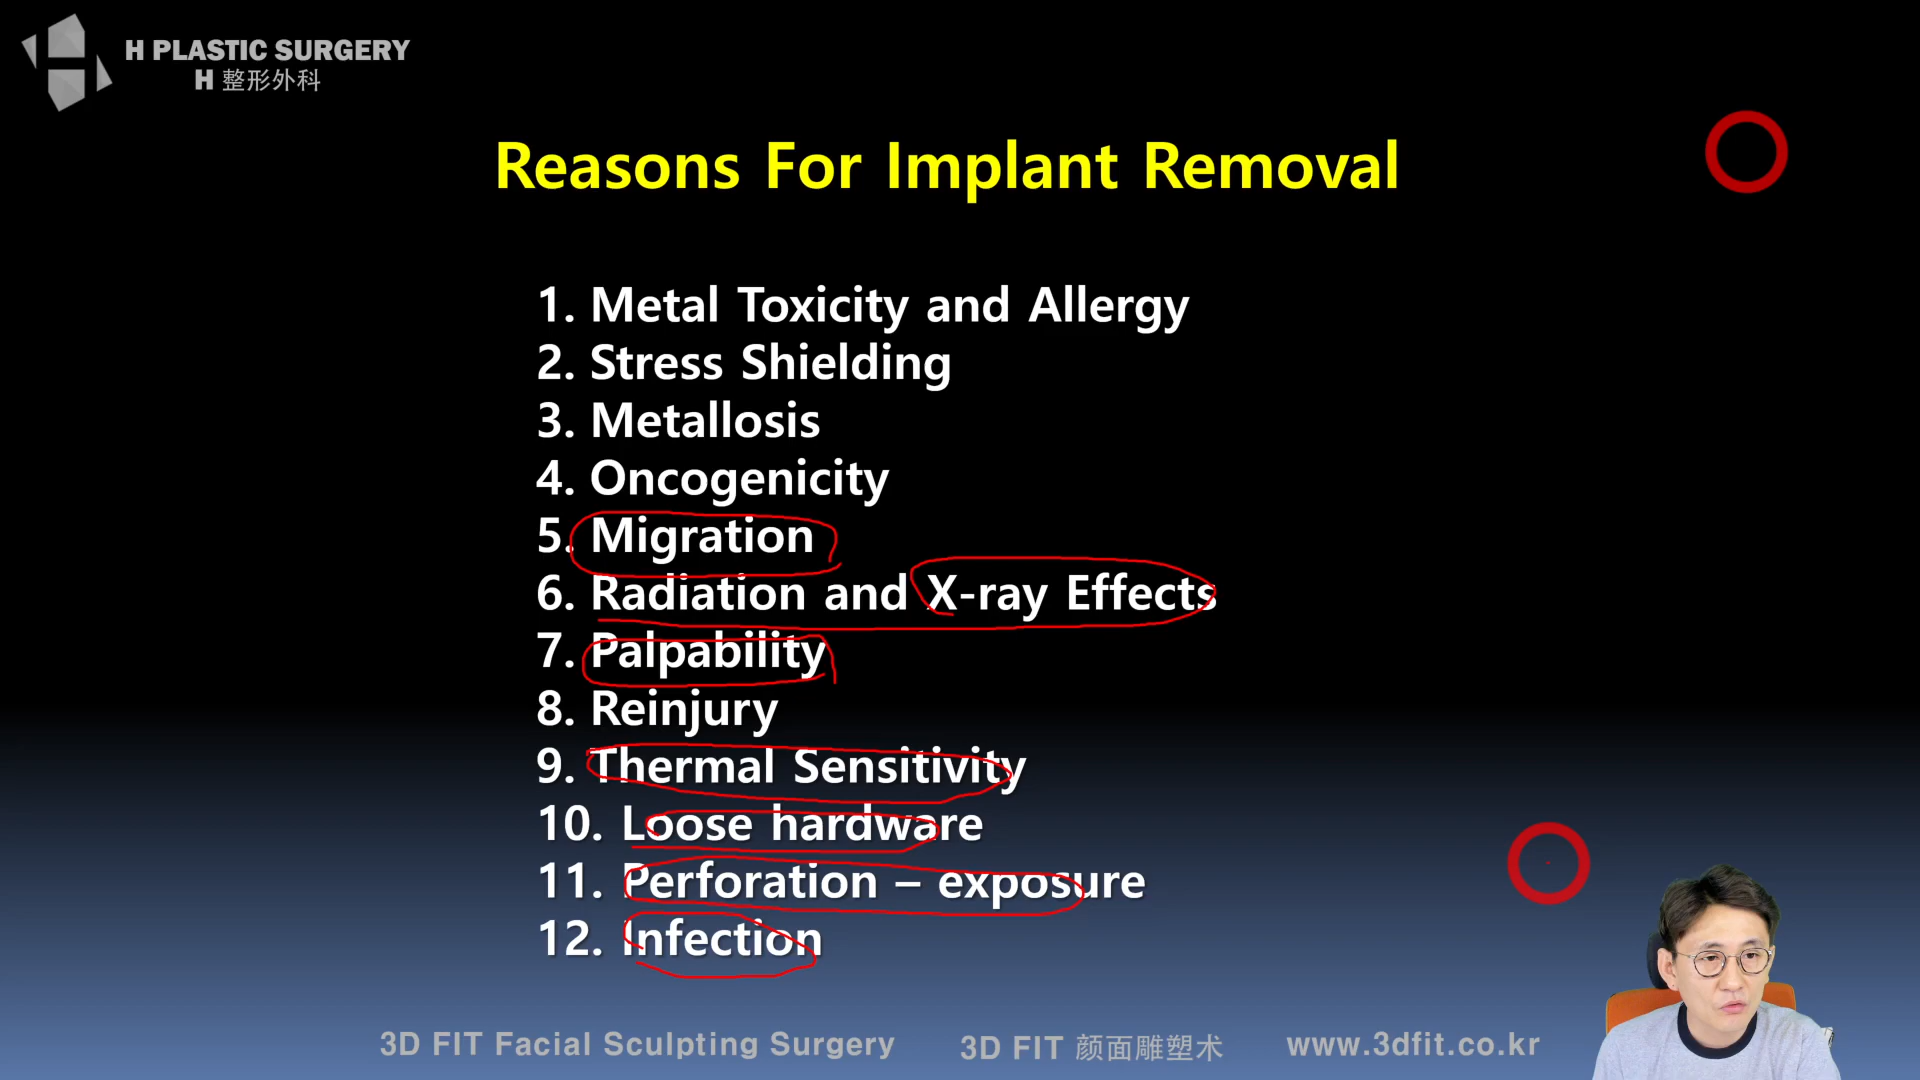 H PLASTIC SURGERY
H 整形外科
Reasons For Implant Removal
1. Metal Toxicity and Allergy
2. Stress Shielding
3. Metallosis
4. Oncogenicity
5. Migration
6. Radiation and X-ray Effects
7. Palpability
8. Reinjury
9. Thermal Sensitivity
10. Loose hardware
11. Perforation – exposure
12. Infection
3D FIT Facial Sculpting Surgery 3D FIT 颜面雕塑术 www.3dfit.co.kr